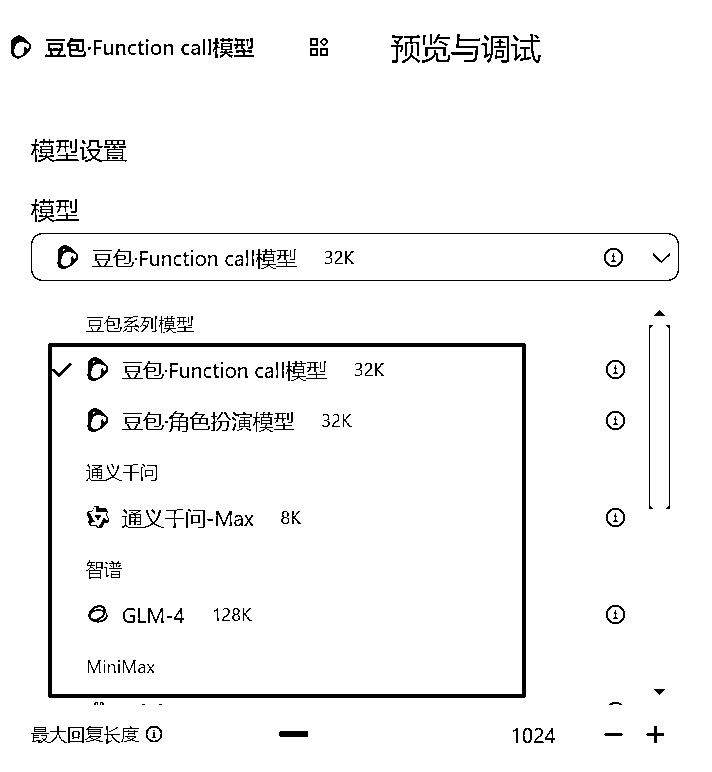 豆包·Function call模型 预览与调试
模型设置
模型
豆包·Function call模型 32K
豆包系列模型
豆包·Function call模型 32K
豆包·角色扮演模型 32K
通义千问
通义千问-Max 8K
智谱
GLM-4 128K
MiniMax
最大回复长度 1024